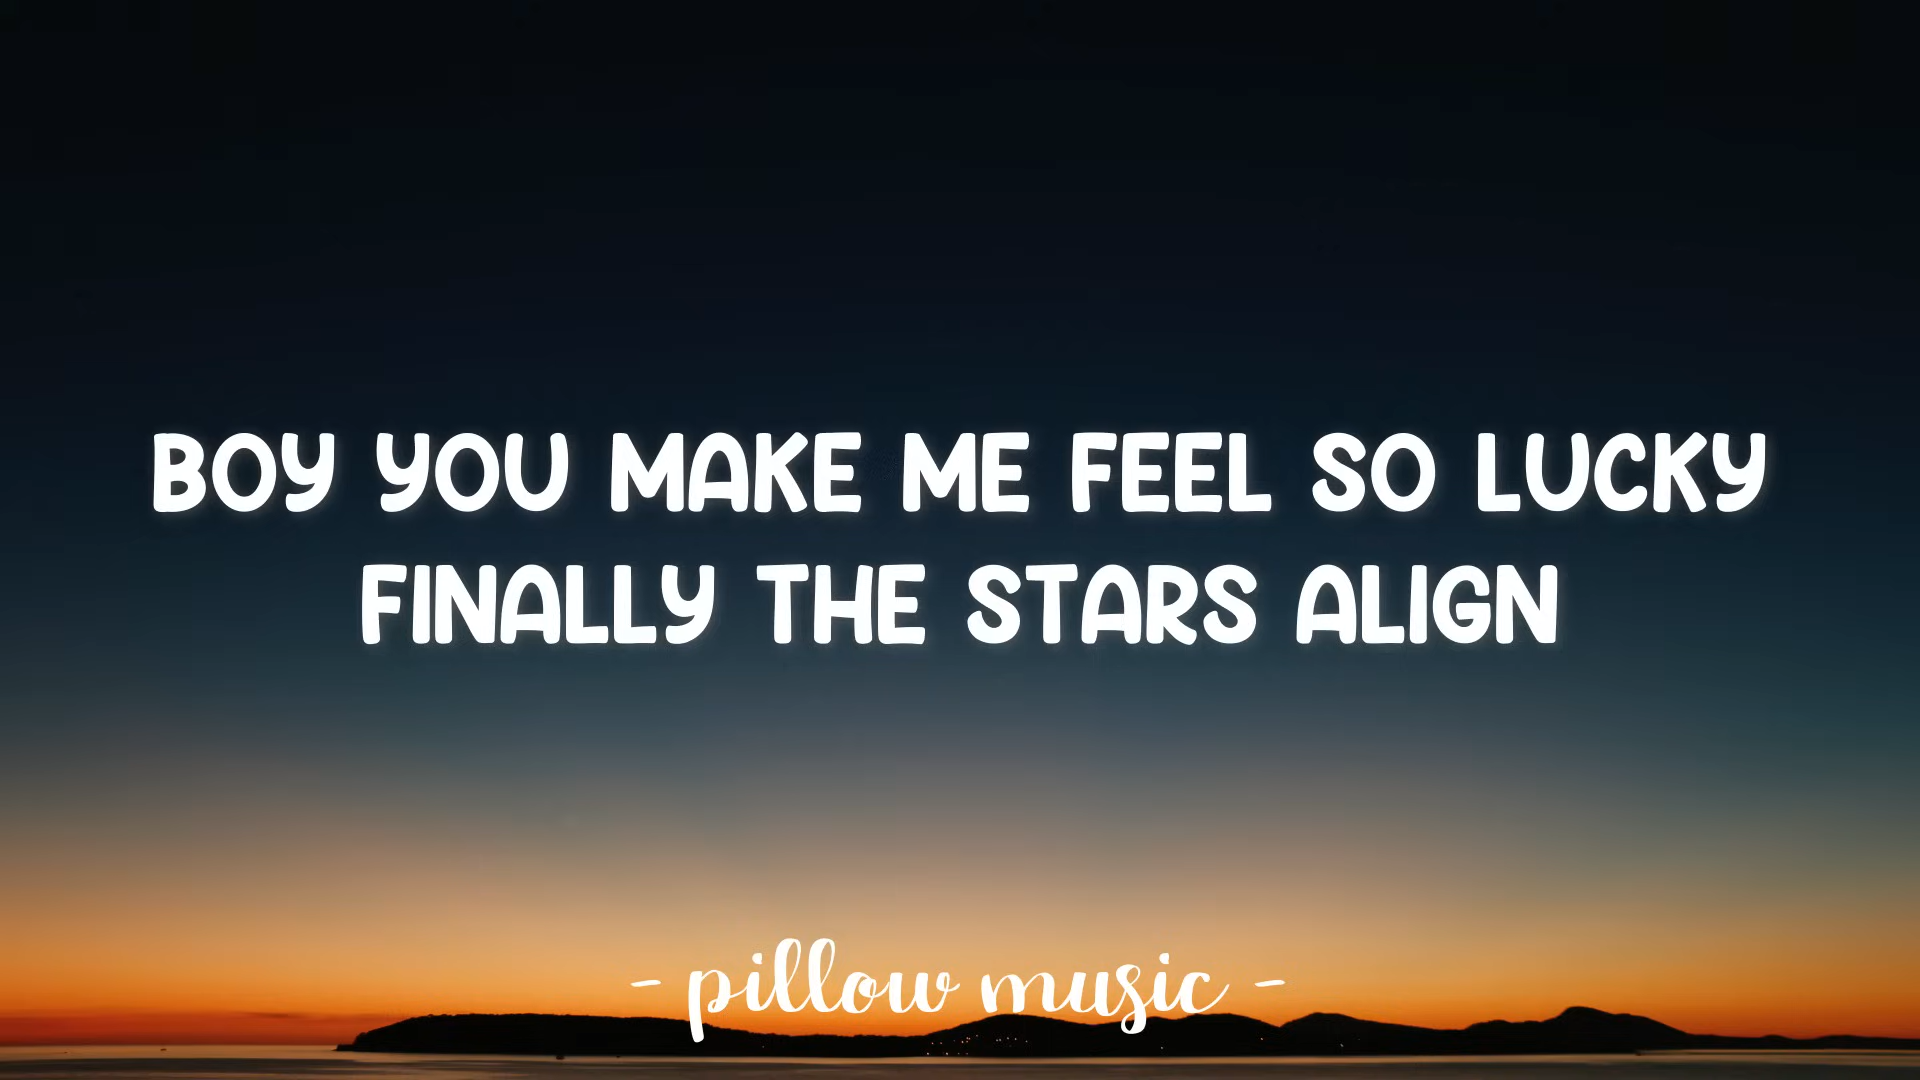 BOY YOU MAKE ME FEEL SO LUCKY
FINALLY THE STARS ALIGN
- pillow music -